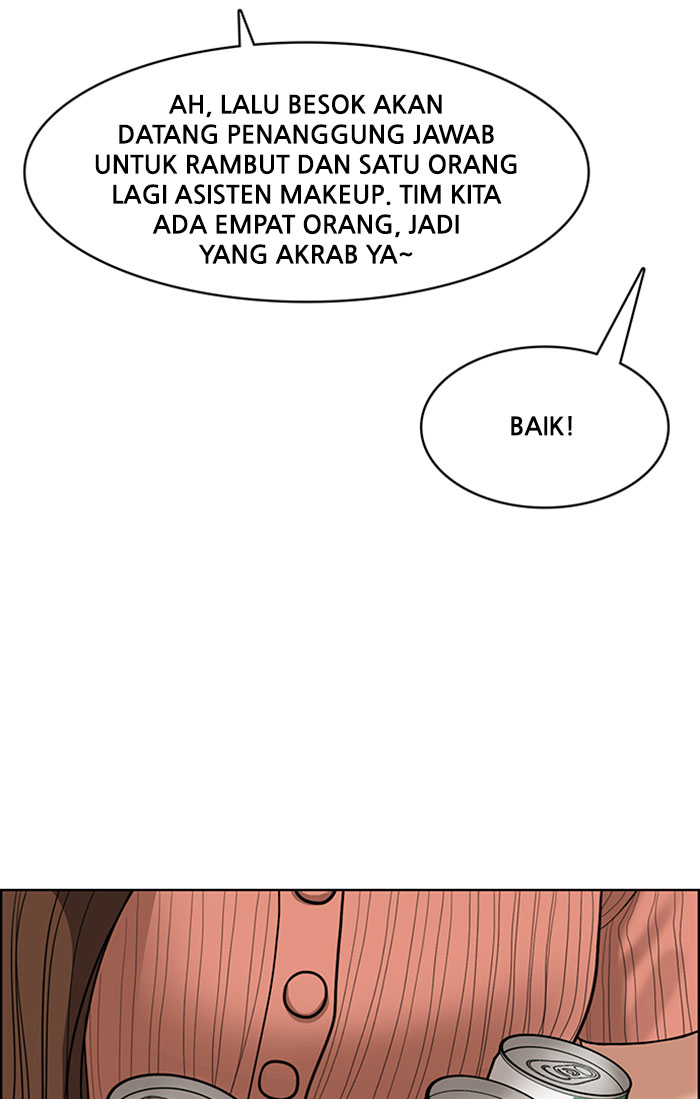 AH, LALU BESOK AKAN
DATANG PENANGGUNG JAWAB
UNTUK RAMBUT DAN SATU ORANG
LAGI ASISTEN MAKEUP. TIM KITA
ADA EMPAT ORANG, JADI
YANG AKRAB YA~
BAIK!